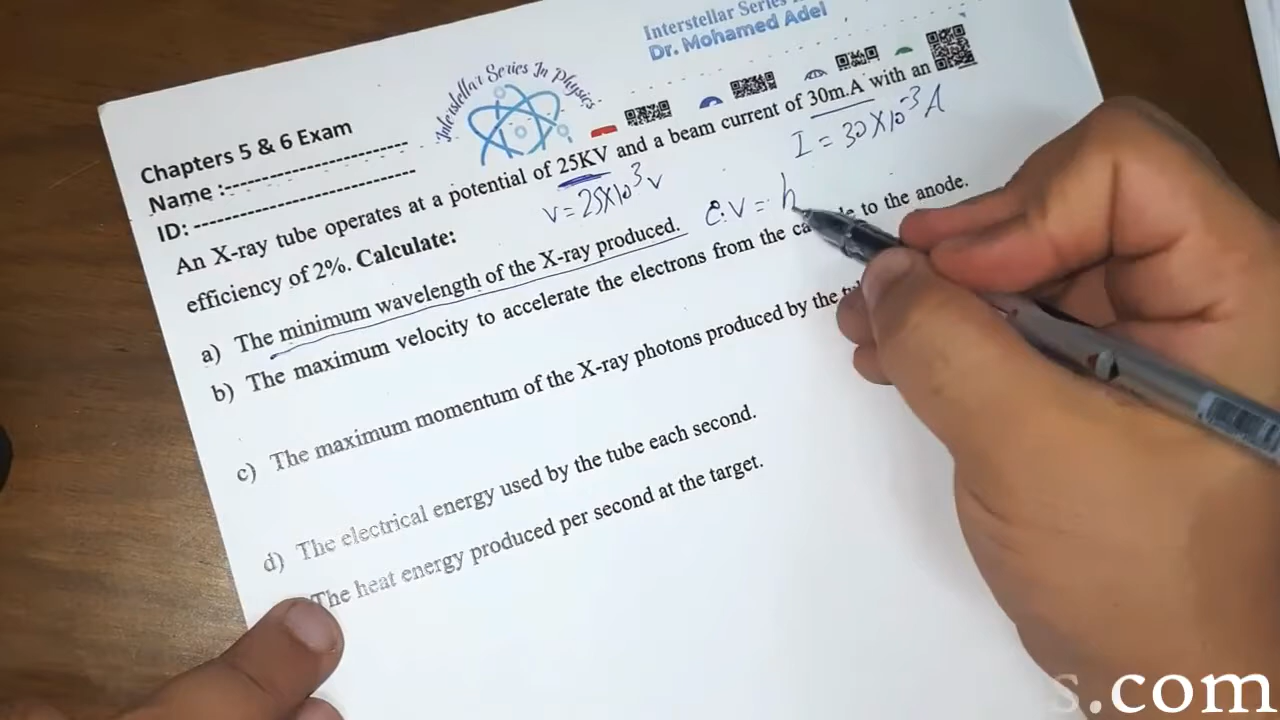 Interstellar Series
Dr. Mohamed Adel
Interstellar Series In Physics
Chapters 5 & 6 Exam
Name :-----------------------------
ID: -----------------------------------
An X-ray tube operates at a potential of 25KV and a beam current of 30m.A with an
V = 25X10³ v
I = 30 X 10⁻³ A
efficiency of 2%. Calculate:
a) The minimum wavelength of the X-ray produced.
e.V = h
b) The maximum velocity to accelerate the electrons from the to the anode.
c) The maximum momentum of the X-ray photons produced by the
d) The electrical energy used by the tube each second.
The heat energy produced per second at the target.
s.com